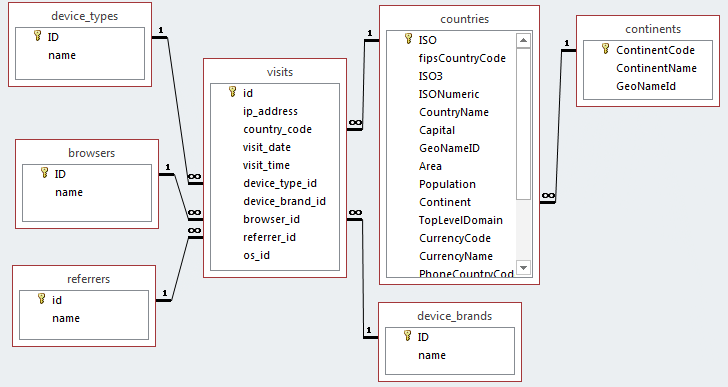 device_types
ID
name
1
browsers
ID
name
1
referrers
id
name
1
visits
id
ip_address
country_code
visit_date
visit_time
device_type_id
device_brand_id
browser_id
referrer_id
os_id
∞
∞
∞
∞
∞
1
countries
ISO
fipsCountryCode
ISO3
ISONumeric
CountryName
Capital
GeoNameID
Area
Population
Continent
TopLevelDomain
CurrencyCode
CurrencyName
PhoneCountryCod
∞
1
continents
ContinentCode
ContinentName
GeoNameId
1
device_brands
ID
name